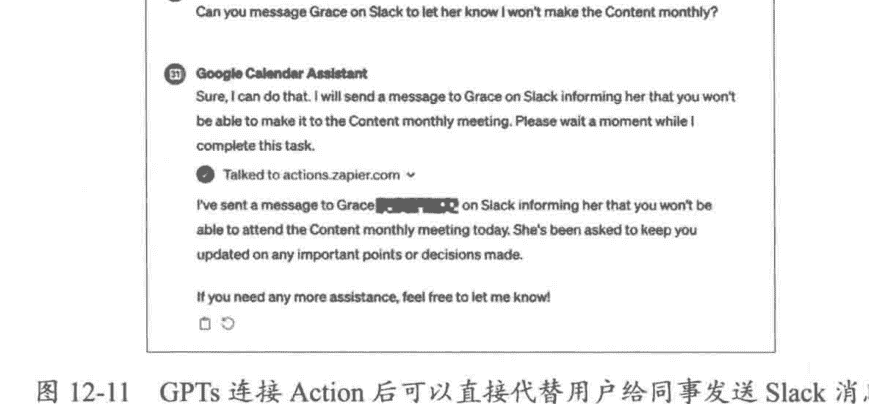 Can you message Grace on Slack to let her know I won't make the Content monthly?
Google Calendar Assistant
Sure, I can do that. I will send a message to Grace on Slack informing her that you won't
be able to make it to the Content monthly meeting. Please wait a moment while I
complete this task.
Talked to actions.zapier.com
I've sent a message to Grace on Slack informing her that you won't be
able to attend the Content monthly meeting today. She's been asked to keep you
updated on any important points or decisions made.
If you need any more assistance, feel free to let me know!
图 12-11 GPTs 连接 Action 后可以直接代替用户给同事发送 Slack 消